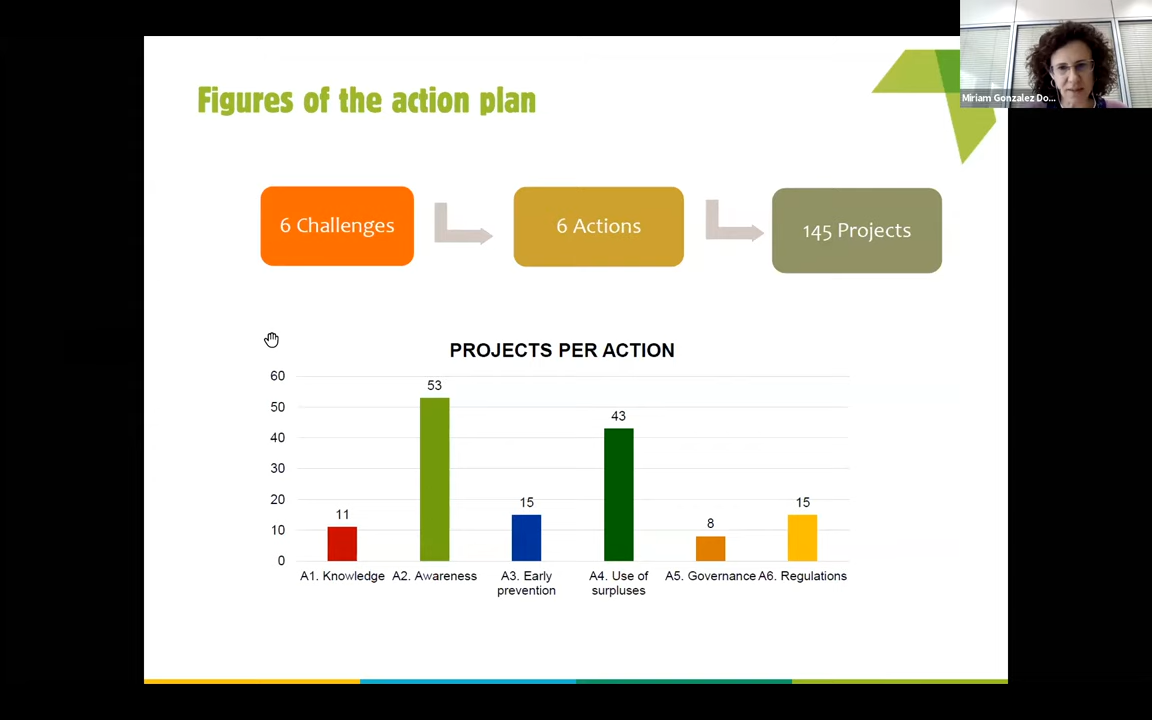 Miriam Gonzalez Do...
Figures of the action plan
6 Challenges
6 Actions
145 Projects
PROJECTS PER ACTION
60
50
40
30
20
10
0
11
53
15
43
8
15
A1. Knowledge
A2. Awareness
A3. Early
prevention
A4. Use of
surpluses
A5. Governance
A6. Regulations